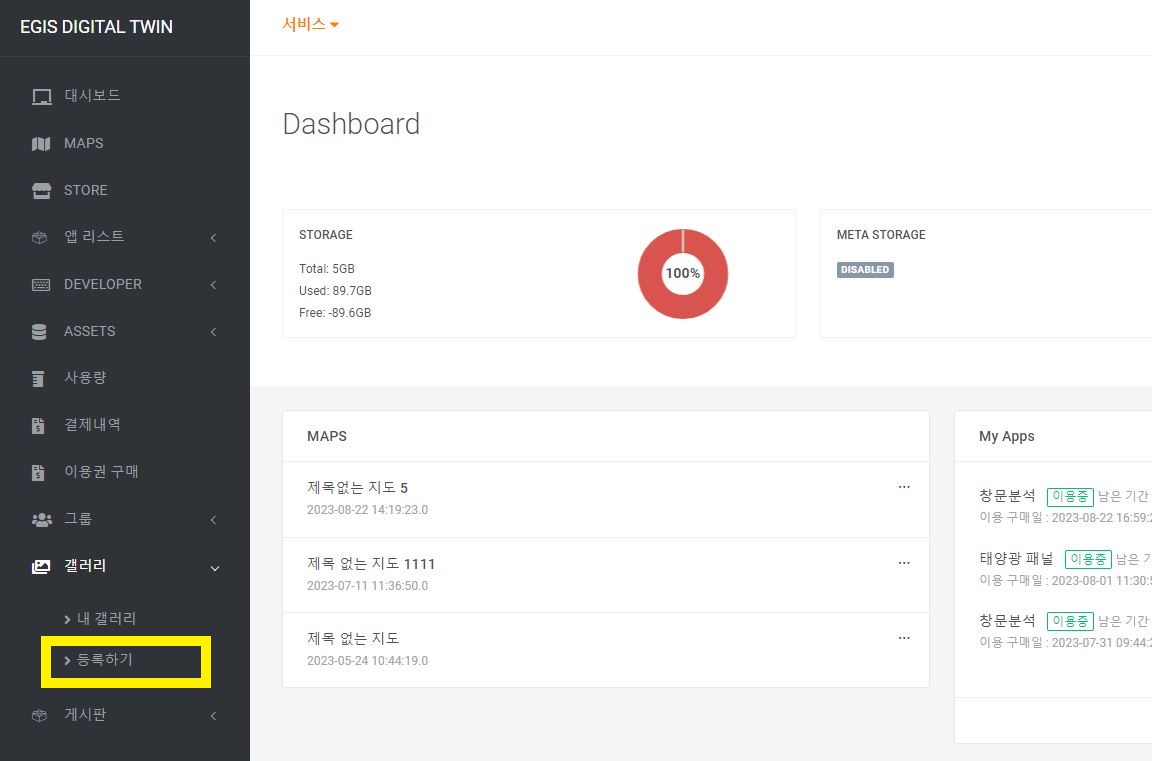 EGIS DIGITAL TWIN
서비스
대시보드
MAPS
STORE
앱 리스트
DEVELOPER
ASSETS
사용량
결제내역
이용권 구매
그룹
갤러리
내 갤러리
등록하기
게시판
Dashboard
STORAGE
Total: 5GB
Used: 89.7GB
Free: -89.6GB
100%
META STORAGE
DISABLED
MAPS
제목없는 지도 5
2023-08-22 14:19:23.0
제목 없는 지도 1111
2023-07-11 11:36:50.0
제목 없는 지도
2023-05-24 10:44:19.0
My Apps
창문분석 이용중 남은 기간
이용 구매일 : 2023-08-22 16:59:2
태양광 패널 이용중 남은 기
이용 구매일 : 2023-08-01 11:30:5
창문분석 이용중 남은 기간
이용 구매일 : 2023-07-31 09:44:2